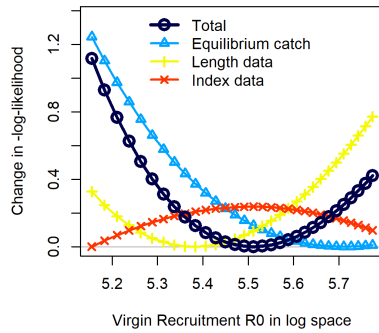 Total
Equilibrium catch
Length data
Index data
Change in -log-likelihood
0.0
0.4
0.8
1.2
5.2 5.3 5.4 5.5 5.6 5.7
Virgin Recruitment R0 in log space